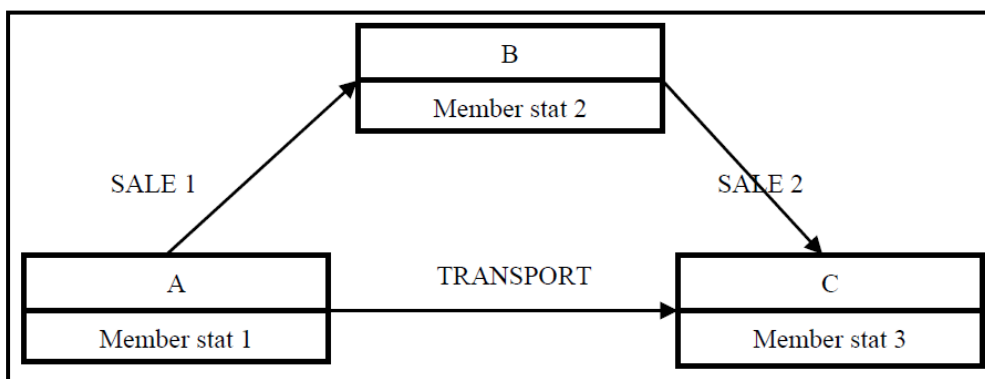 B
Member stat 2
SALE 1
SALE 2
A
TRANSPORT
C
Member stat 1
Member stat 3